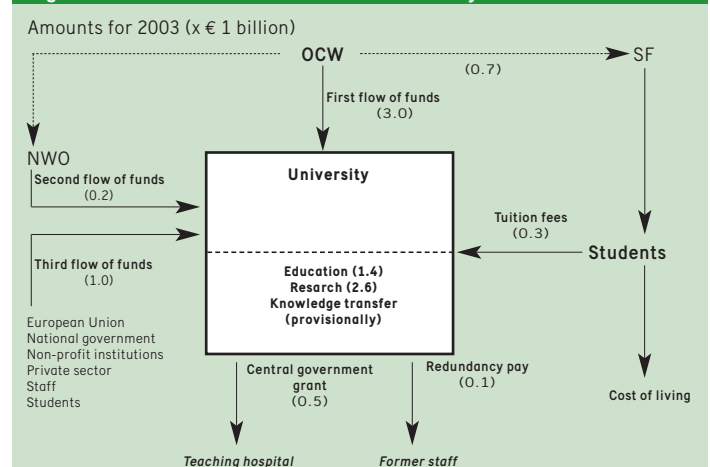 Amounts for 2003 (x € 1 billion)
OCW
SF
(0.7)
First flow of funds
(3.0)
NWO
Second flow of funds
(0.2)
University
Tuition fees
(0.3)
Students
Third flow of funds
(1.0)
Education (1.4)
Resarch (2.6)
Knowledge transfer
(provisionally)
European Union
National government
Non-profit institutions
Private sector
Staff
Students
Central government
grant
(0.5)
Redundancy pay
(0.1)
Cost of living
Teaching hospital
Former staff